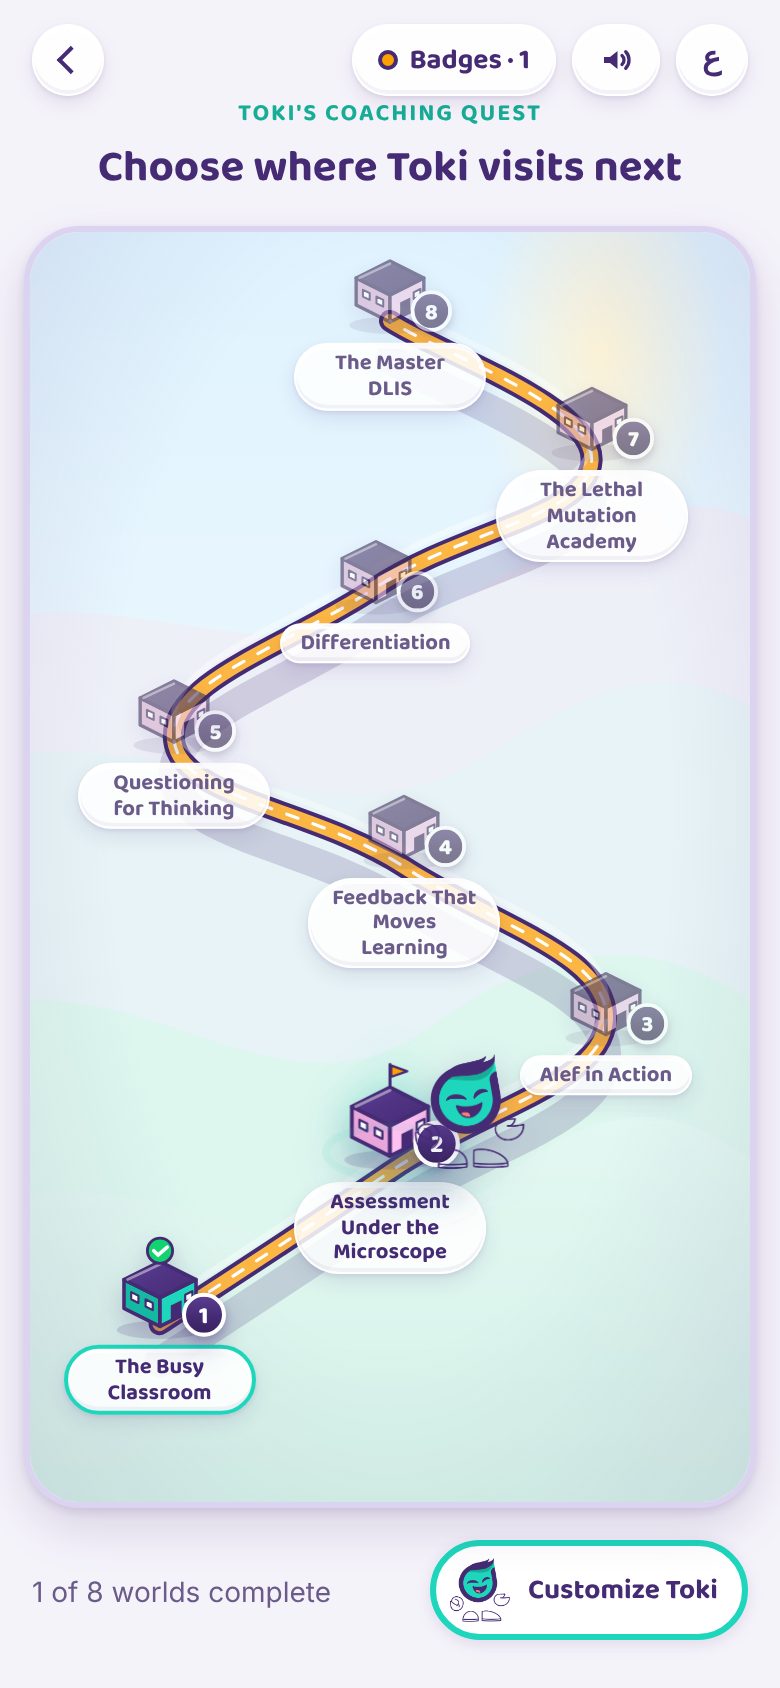 Badges · 1
ع
TOKI'S COACHING QUEST
Choose where Toki visits next
8
The Master
DLIS
7
The Lethal
Mutation
Academy
6
Differentiation
5
Questioning
for Thinking
4
Feedback That
Moves
Learning
3
Alef in Action
2
Assessment
Under the
Microscope
1
The Busy
Classroom
1 of 8 worlds complete
Customize Toki